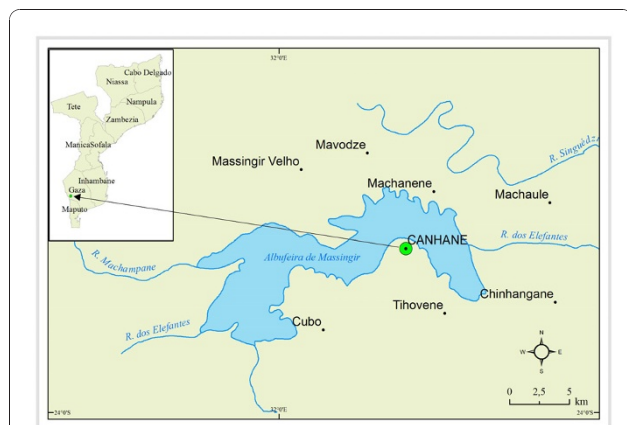 32°0'E
Cabo Delgado
Niassa
Tete
Nampula
Zambezia
ManicaSofala
Inhambane
Gaza
Maputo
Mavodze
Massingir Velho
R. Singuédz
Machanene
Machaule
CANHANE
R. dos Elefantes
Albufeira de Massingir
R. Machampane
Chinhangane
Tihovene
Cubo
R. dos Elefantes
N
W E
S
0 2,5 5
km
24°0'S
32°0'E
24°0'S